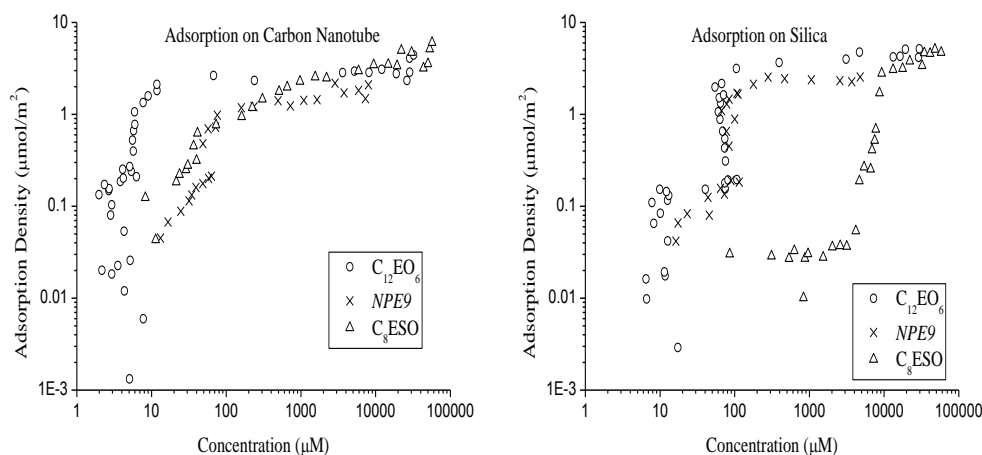 Adsorption on Carbon Nanotube
Adsorption Density (μmol/m²)
10
1
0.1
0.01
1E-3
C₁₂EO₆
NPE9
C₈ESO
1 10 100 1000 10000 100000
Concentration (μM)
Adsorption on Silica
Adsorption Density (μmol/m²)
10
1
0.1
0.01
1E-3
C₁₂EO₆
NPE9
C₈ESO
1 10 100 1000 10000 100000
Concentration (μM)